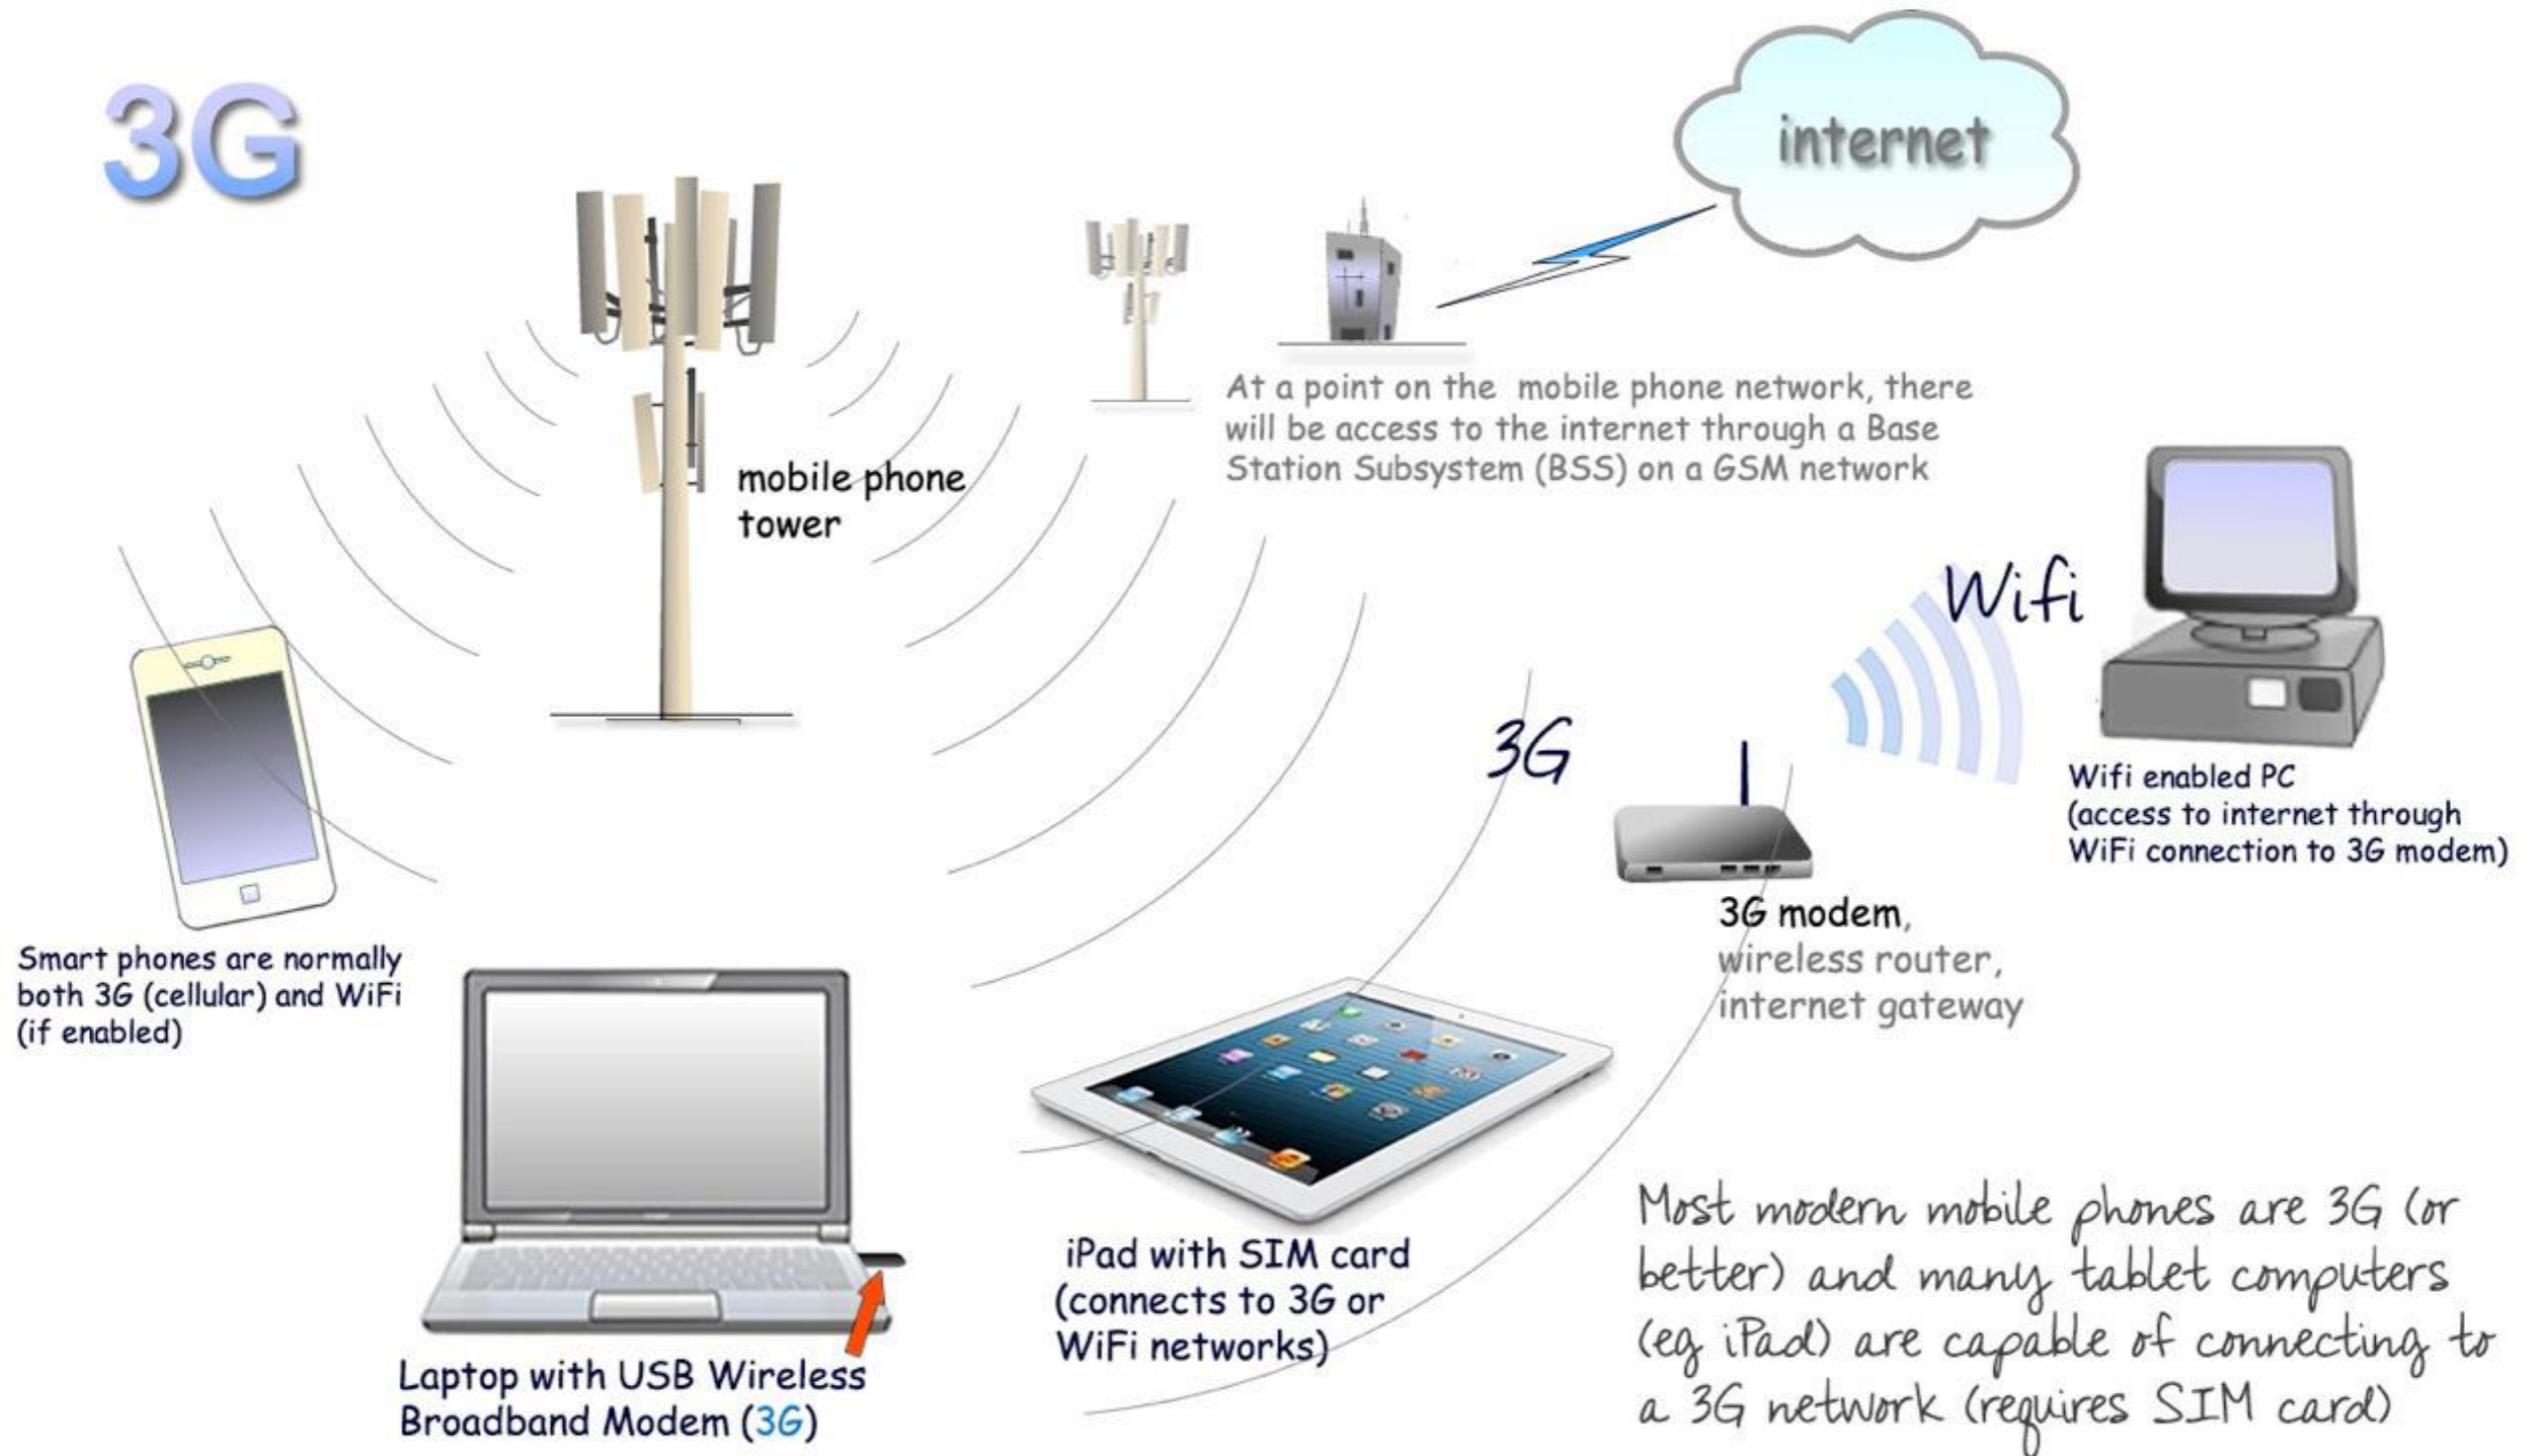 3G
internet
At a point on the mobile phone network, there
will be access to the internet through a Base
Station Subsystem (BSS) on a GSM network
mobile phone
tower
Wifi
3G
Wifi enabled PC
(access to internet through
WiFi connection to 3G modem)
3G modem,
wireless router,
internet gateway
Smart phones are normally
both 3G (cellular) and WiFi
(if enabled)
iPad with SIM card
(connects to 3G or
WiFi networks)
Laptop with USB Wireless
Broadband Modem (3G)
Most modern mobile phones are 3G (or
better) and many tablet computers
(eg iPad) are capable of connecting to
a 3G network (requires SIM card)